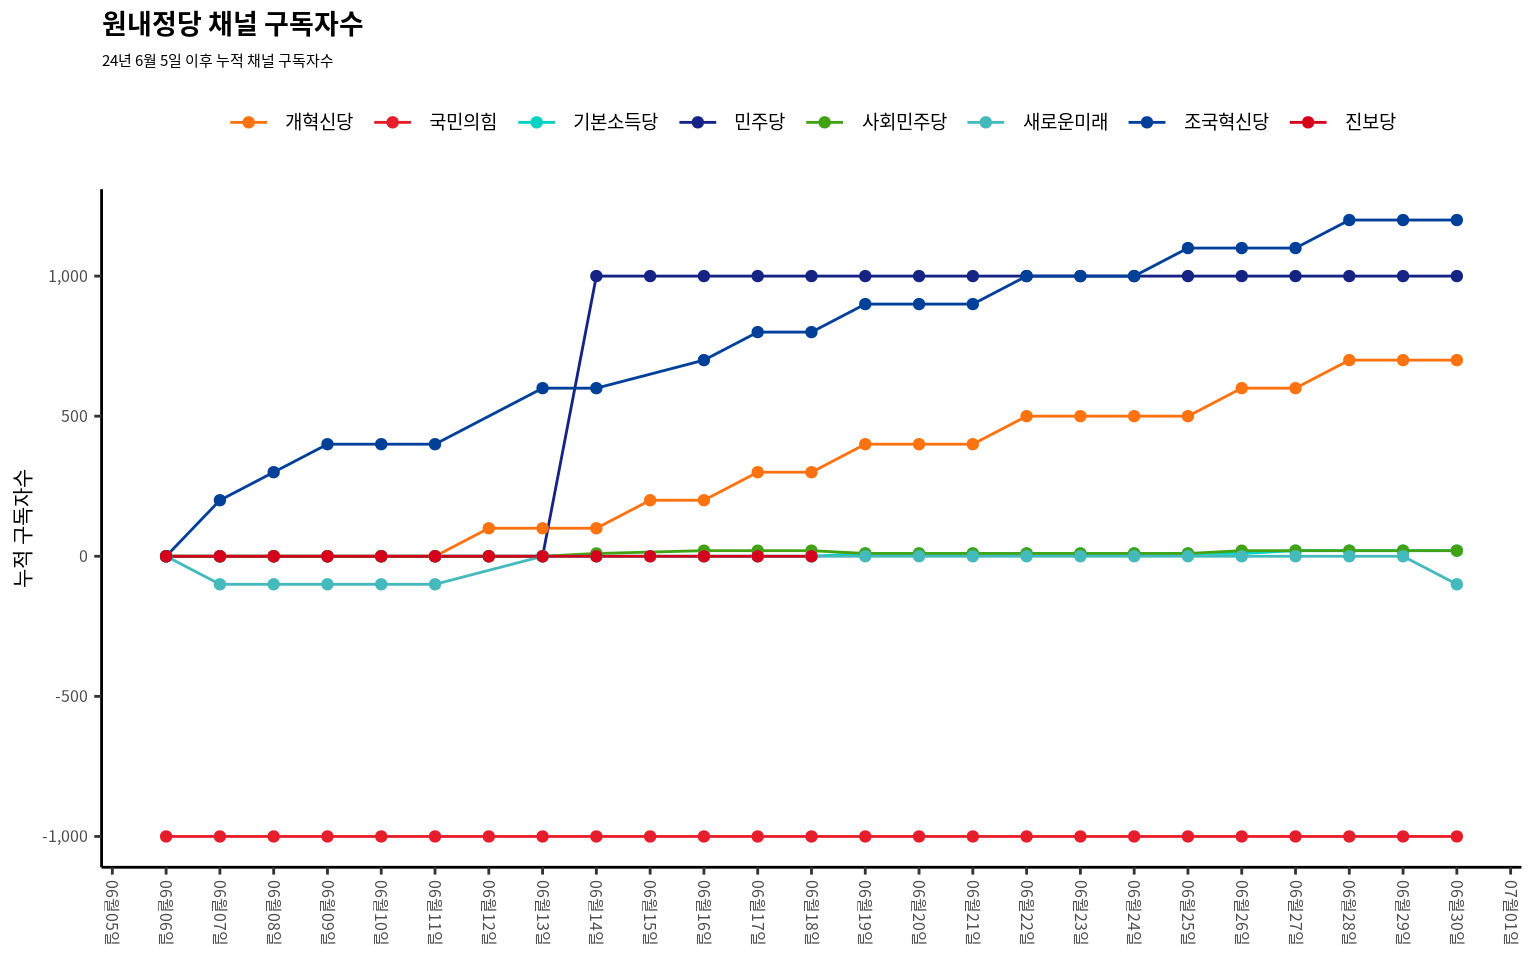 원내정당 채널 구독자수
24년 6월 5일 이후 누적 채널 구독자수
개혁신당 국민의힘 기본소득당 민주당 사회민주당 새로운미래 조국혁신당 진보당
누적 구독자수
1,000
500
0
-500
-1,000
06월05일 06월06일 06월07일 06월08일 06월09일 06월10일 06월11일 06월12일 06월13일 06월14일 06월15일 06월16일 06월17일 06월18일 06월19일 06월20일 06월21일 06월22일 06월23일 06월24일 06월25일 06월26일 06월27일 06월28일 06월29일 06월30일 07월01일